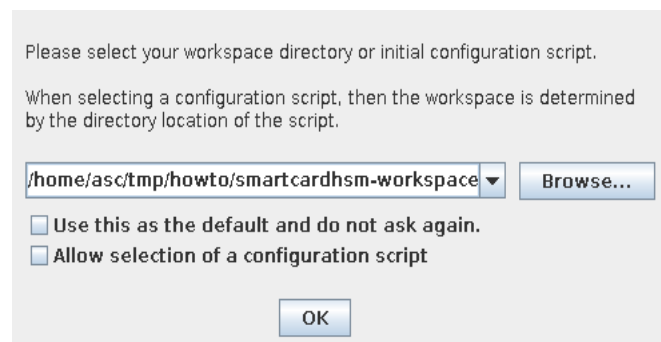 Please select your workspace directory or initial configuration script.
When selecting a configuration script, then the workspace is determined
by the directory location of the script.
/home/asc/tmp/howto/smartcardhsm-workspace
Browse...
Use this as the default and do not ask again.
Allow selection of a configuration script
OK